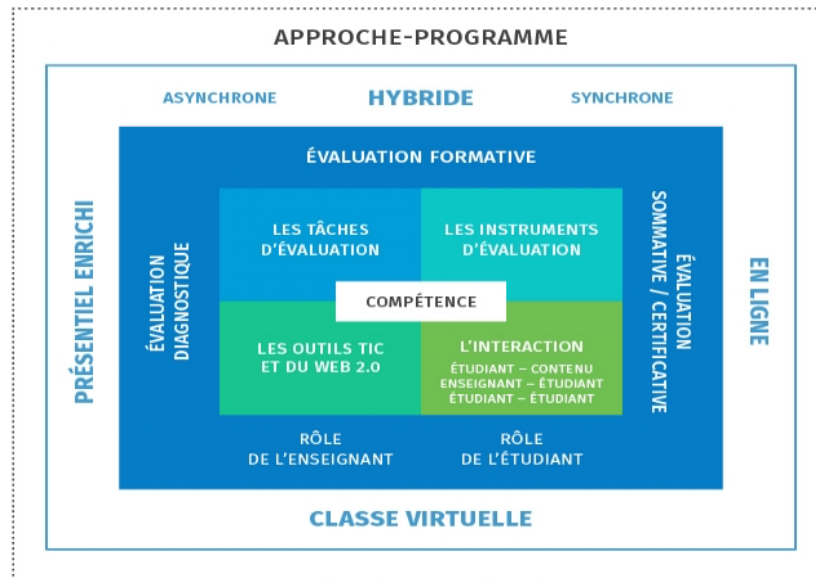 APPROCHE-PROGRAMME
ASYNCHRONE
HYBRIDE
SYNCHRONE
PRÉSENTIEL ENRICHI
ÉVALUATION FORMATIVE
ÉVALUATION
DIAGNOSTIQUE
LES TÂCHES
D'ÉVALUATION
LES INSTRUMENTS
D'ÉVALUATION
COMPÉTENCE
LES OUTILS TIC
ET DU WEB 2.0
L'INTERACTION
ÉTUDIANT – CONTENU
ENSEIGNANT – ÉTUDIANT
ÉTUDIANT – ÉTUDIANT
ÉVALUATION
SOMMATIVE / CERTIFICATIVE
EN LIGNE
RÔLE
DE L'ENSEIGNANT
RÔLE
DE L'ÉTUDIANT
CLASSE VIRTUELLE